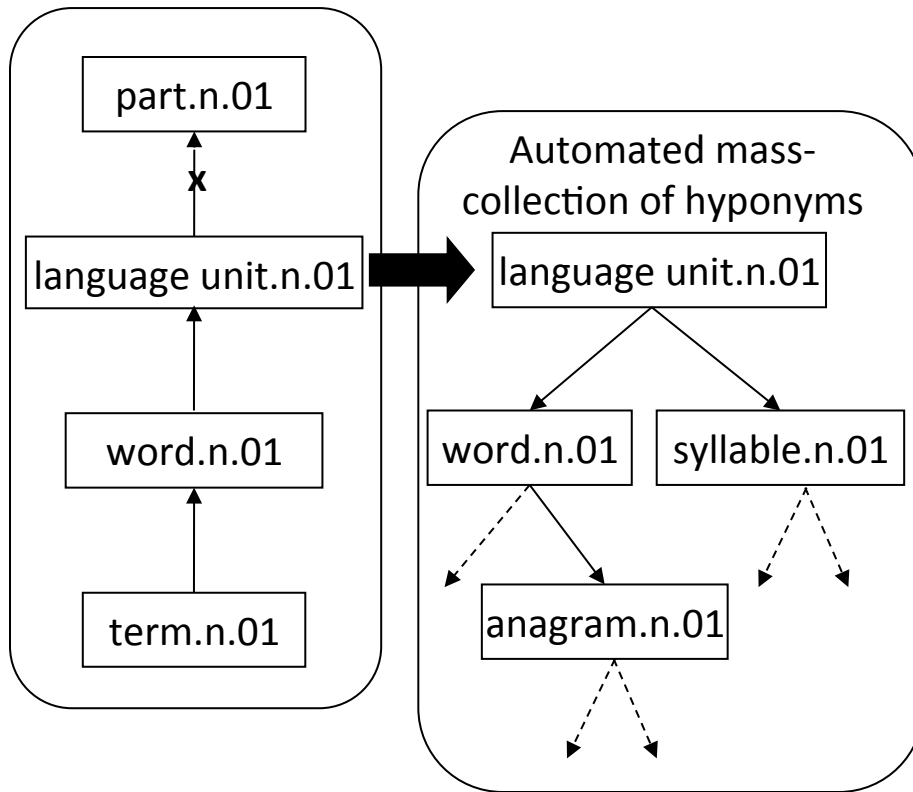 part.n.01
x
language unit.n.01
word.n.01
term.n.01
Automated mass-
collection of hyponyms
language unit.n.01
word.n.01
syllable.n.01
anagram.n.01